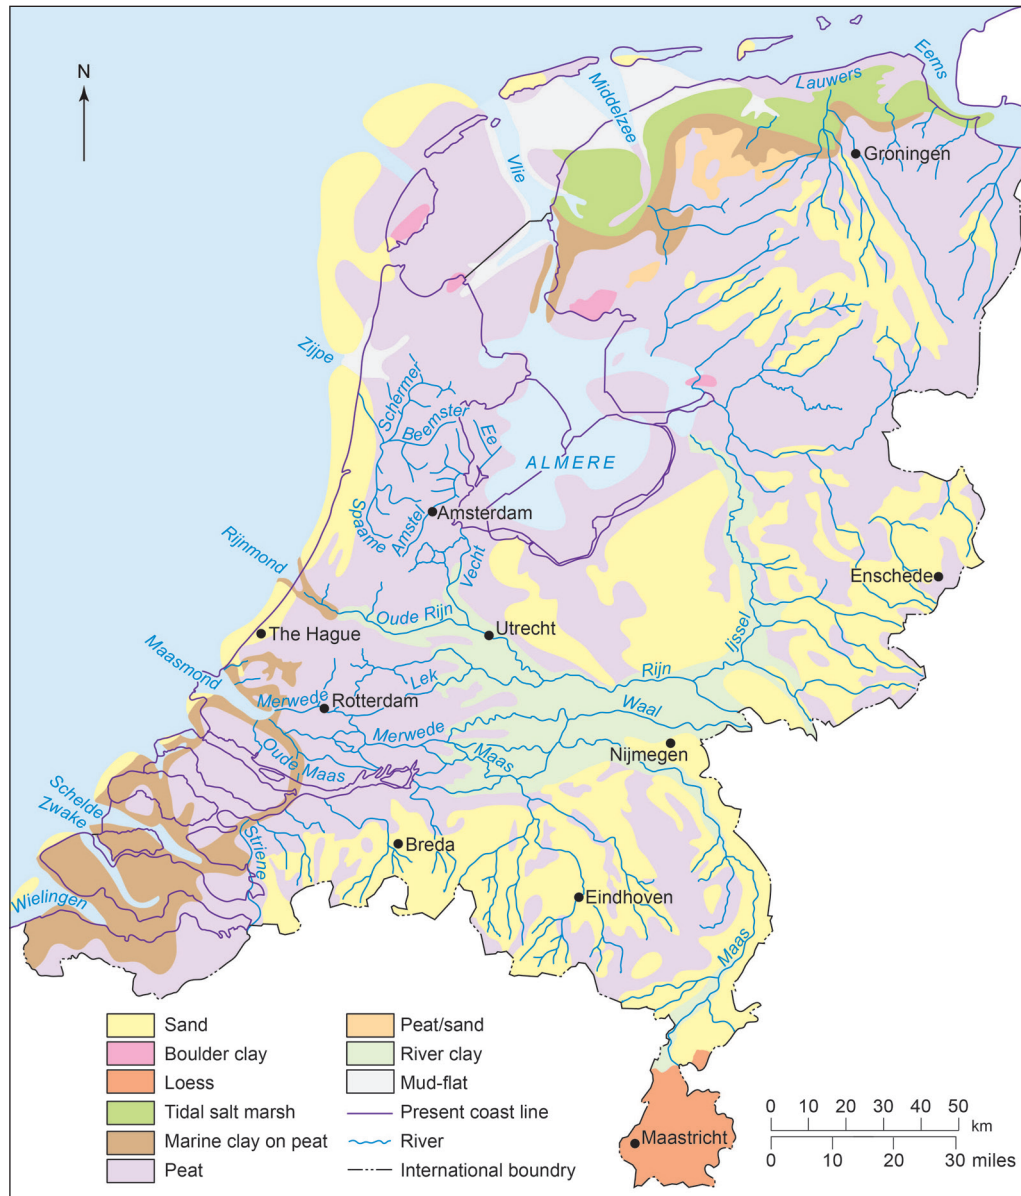 N
Eems
Lauwers
Middelzee
Vlie
Groningen
Zijpe
Schermer
Beemster
Ee
ALMERE
Amsterdam
Spaarne
Amstel
Vecht
Rijnmond
Enschede
Oude Rijn
Utrecht
The Hague
Ijssel
Maasmond
Lek
Rijn
Merwede
Rotterdam
Waal
Merwede
Maas
Nijmegen
Oude Maas
Schelde
Zwake
Striene
Breda
Eindhoven
Wielingen
Maas
Sand
Boulder clay
Loess
Tidal salt marsh
Marine clay on peat
Peat
Peat/sand
River clay
Mud-flat
Present coast line
River
International boundry
Maastricht
0 10 20 30 40 50
km
0 10 20 30 miles